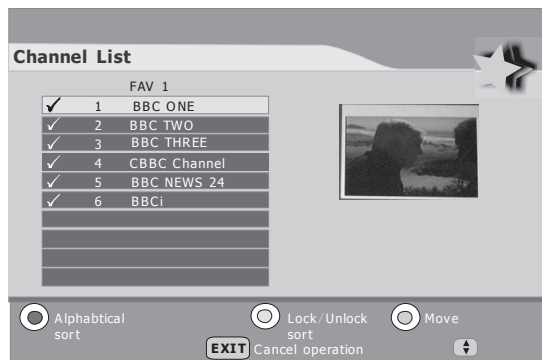 Channel List
FAV 1
1 BBC ONE
2 BBC TWO
3 BBC THREE
4 CBBC Channel
5 BBC NEWS 24
6 BBCi
Alphabtical
sort
Lock/Unlock
sort
Move
EXIT Cancel operation